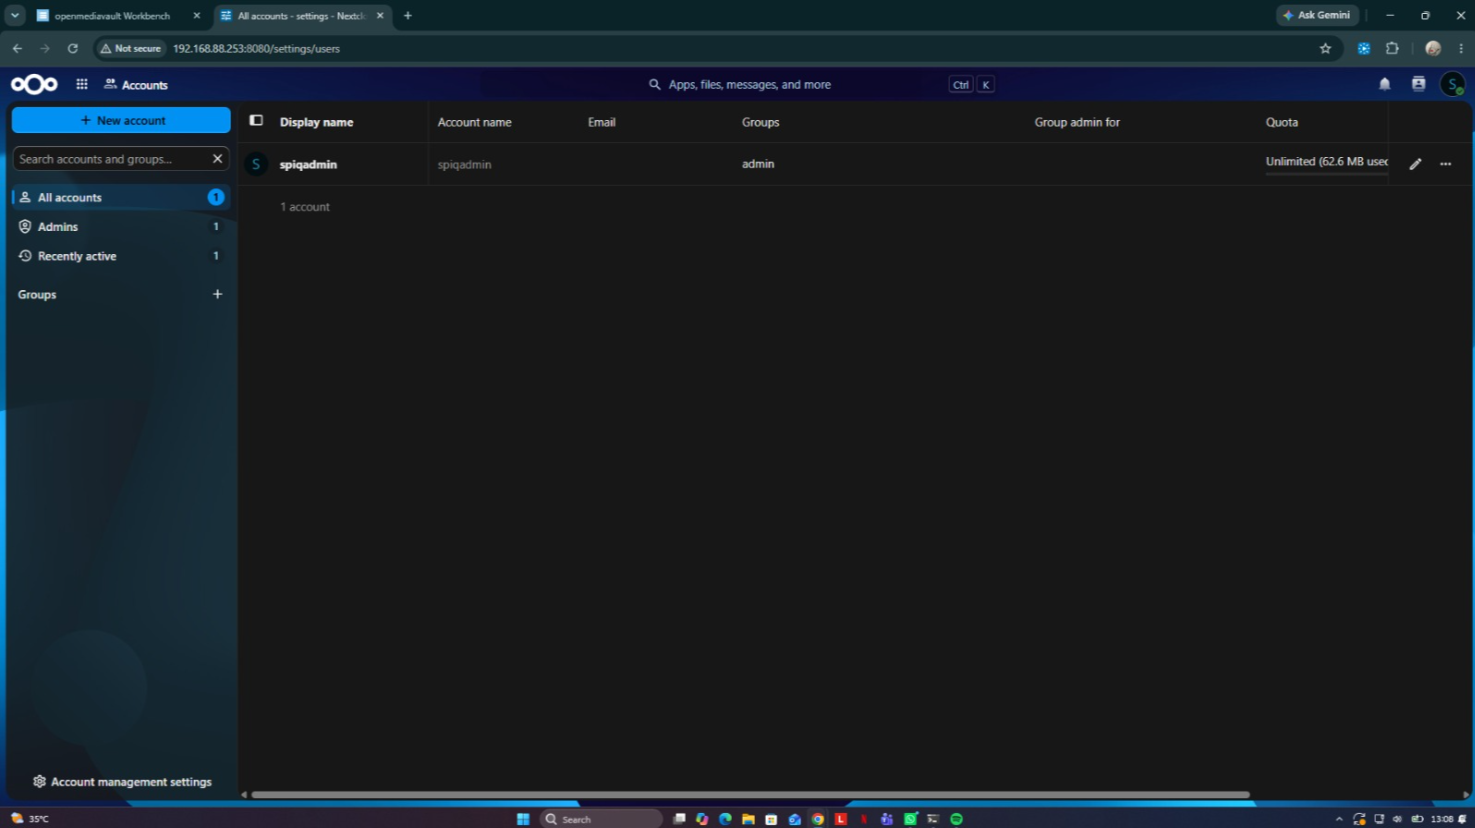 openmediavault Workbench
All accounts - settings - Nextcl
Ask Gemini
Not secure
192.168.88.253:8080/settings/users
Accounts
Apps, files, messages, and more
Ctrl K
S
+ New account
Display name Account name Email Groups Group admin for Quota
Search accounts and groups...
S spiqadmin spiqadmin admin Unlimited (62.6 MB used
All accounts 1
1 account
Admins 1
Recently active 1
Groups +
Account management settings
35°C
Search
L
N
13:08